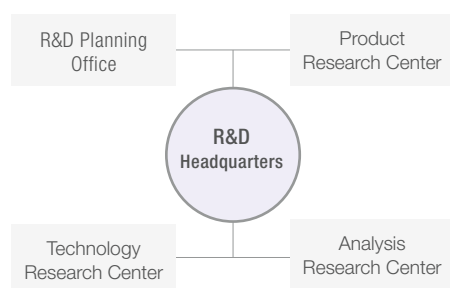 R&D Planning
Office
Product
Research Center
R&D
Headquarters
Technology
Research Center
Analysis
Research Center